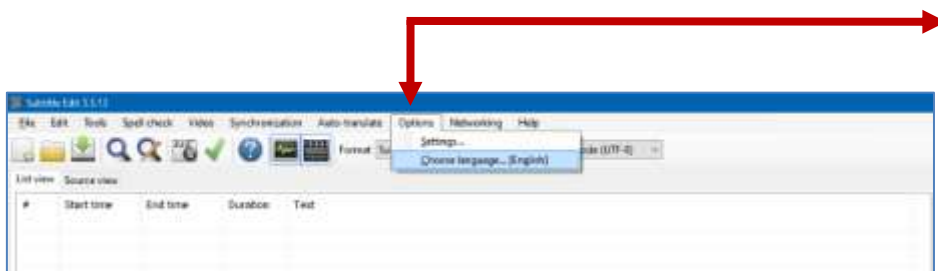 Subtitle Edit 3.5.13
File Edit Tools Spell check Video Synchronization Auto-translate Options Networking Help
Format
Settings...
Choose language... [English]
(UTF-8)
List view Source view
# Start time End time Duration Text